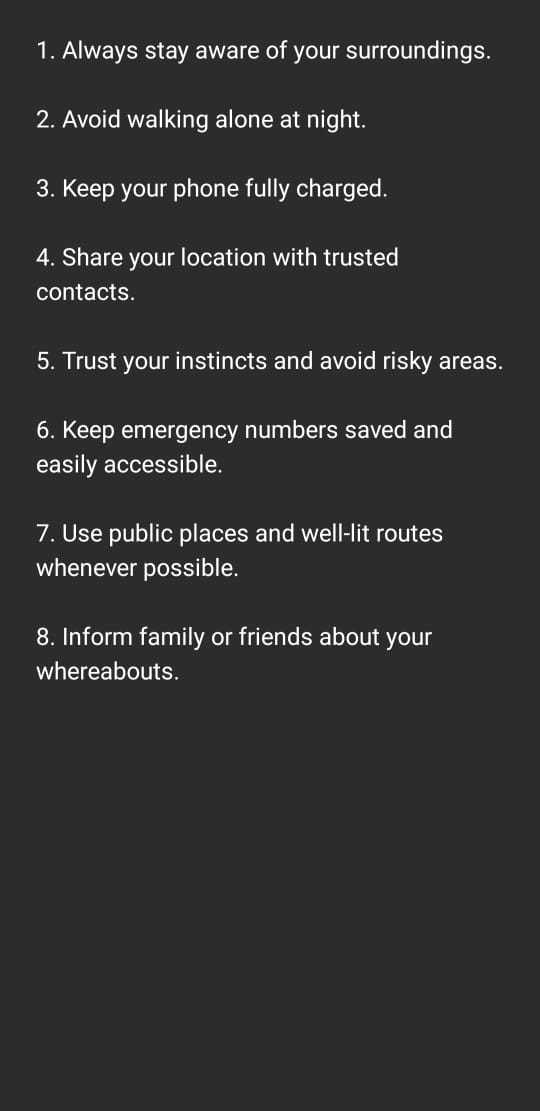 1. Always stay aware of your surroundings.
2. Avoid walking alone at night.
3. Keep your phone fully charged.
4. Share your location with trusted
contacts.
5. Trust your instincts and avoid risky areas.
6. Keep emergency numbers saved and
easily accessible.
7. Use public places and well-lit routes
whenever possible.
8. Inform family or friends about your
whereabouts.